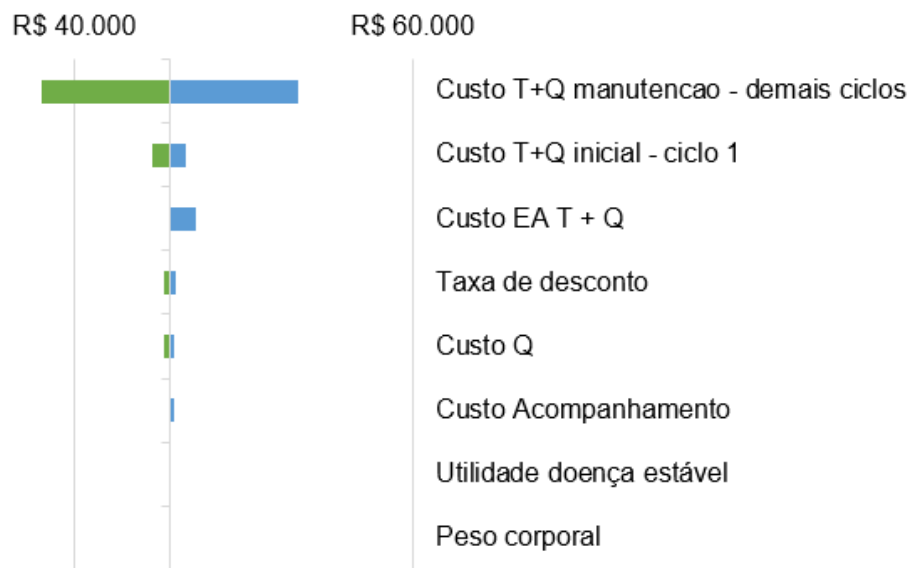 R$ 40.000 R$ 60.000
Custo T+Q manutencao - demais ciclos
Custo T+Q inicial - ciclo 1
Custo EA T + Q
Taxa de desconto
Custo Q
Custo Acompanhamento
Utilidade doença estável
Peso corporal